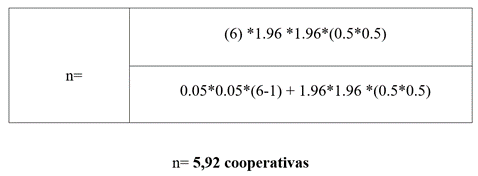 (6) *1.96 *1.96*(0.5*0.5)
n=
0.05*0.05*(6-1) + 1.96*1.96 *(0.5*0.5)
n= 5,92 cooperativas